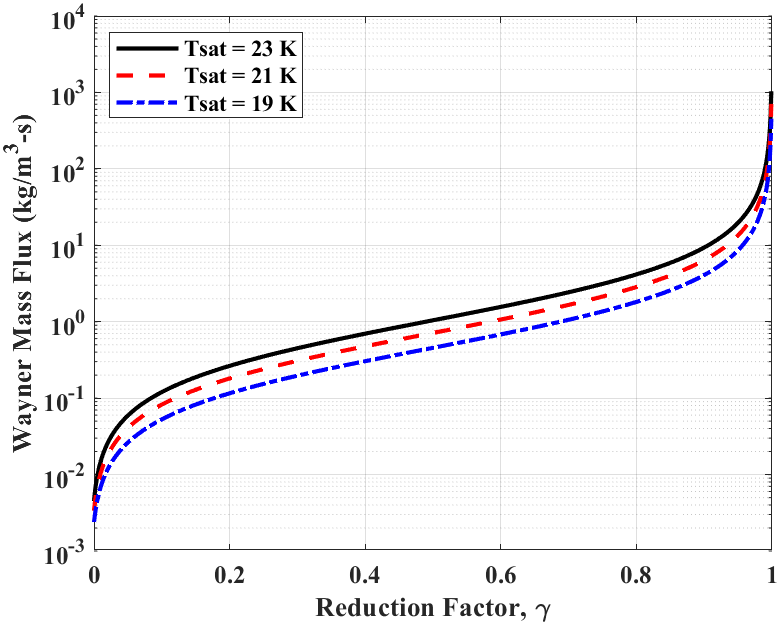 10^4
10^3
10^2
10^1
10^0
10^-1
10^-2
10^-3
Wayner Mass Flux (kg/m^3-s)
Tsat = 23 K
Tsat = 21 K
Tsat = 19 K
0 0.2 0.4 0.6 0.8 1
Reduction Factor, γ